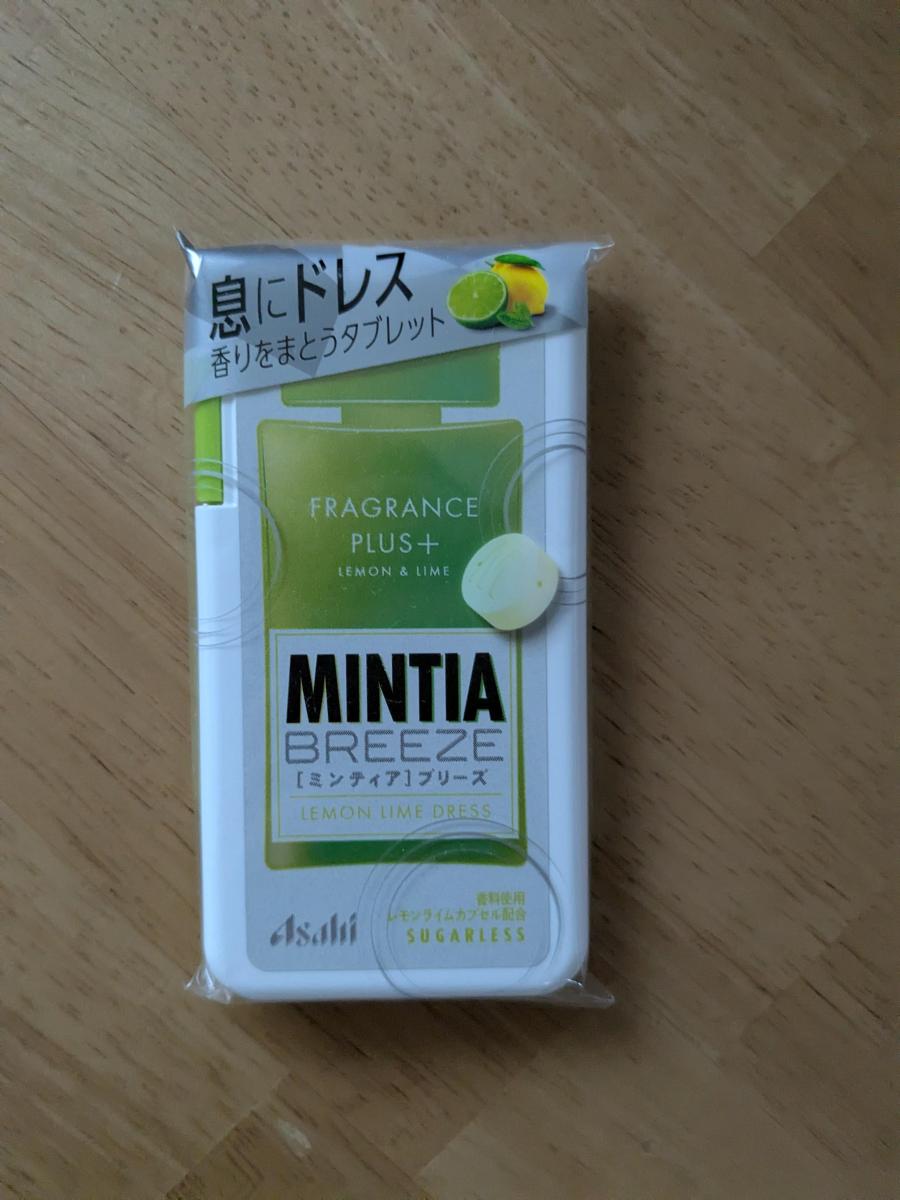 息にドレス
香りをまとうタブレット
FRAGRANCE
PLUS+
LEMON & LIME
MINTIA
BREEZE
[ミンティア]ブリーズ
LEMON LIME DRESS
香料使用
レモンライムカプセル配合
Asahi
SUGARLESS